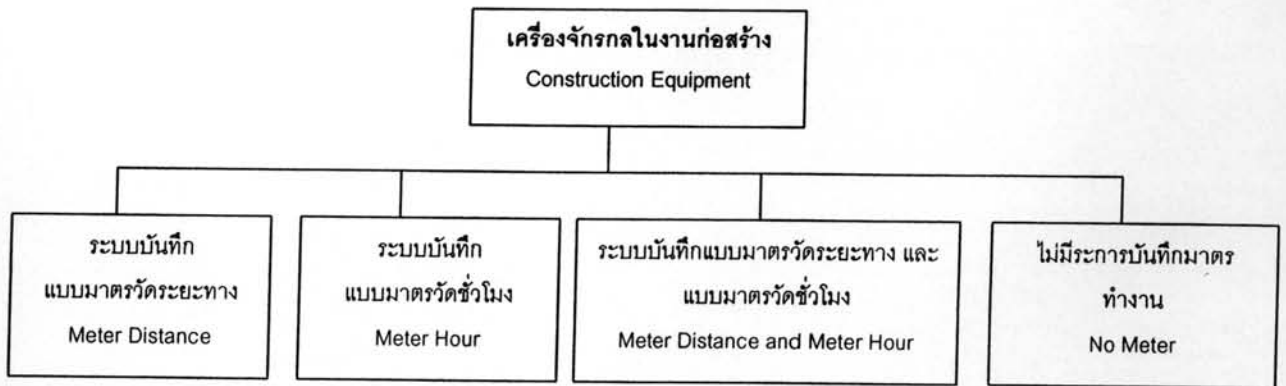 เครื่องจักรกลในงานก่อสร้าง
Construction Equipment
ระบบบันทึก
แบบมาตรวัดระยะทาง
Meter Distance
ระบบบันทึก
แบบมาตรวัดชั่วโมง
Meter Hour
ระบบบันทึกแบบมาตรวัดระยะทาง และ
แบบมาตรวัดชั่วโมง
Meter Distance and Meter Hour
ไม่มีระการบันทึกมาตร
ทำงาน
No Meter